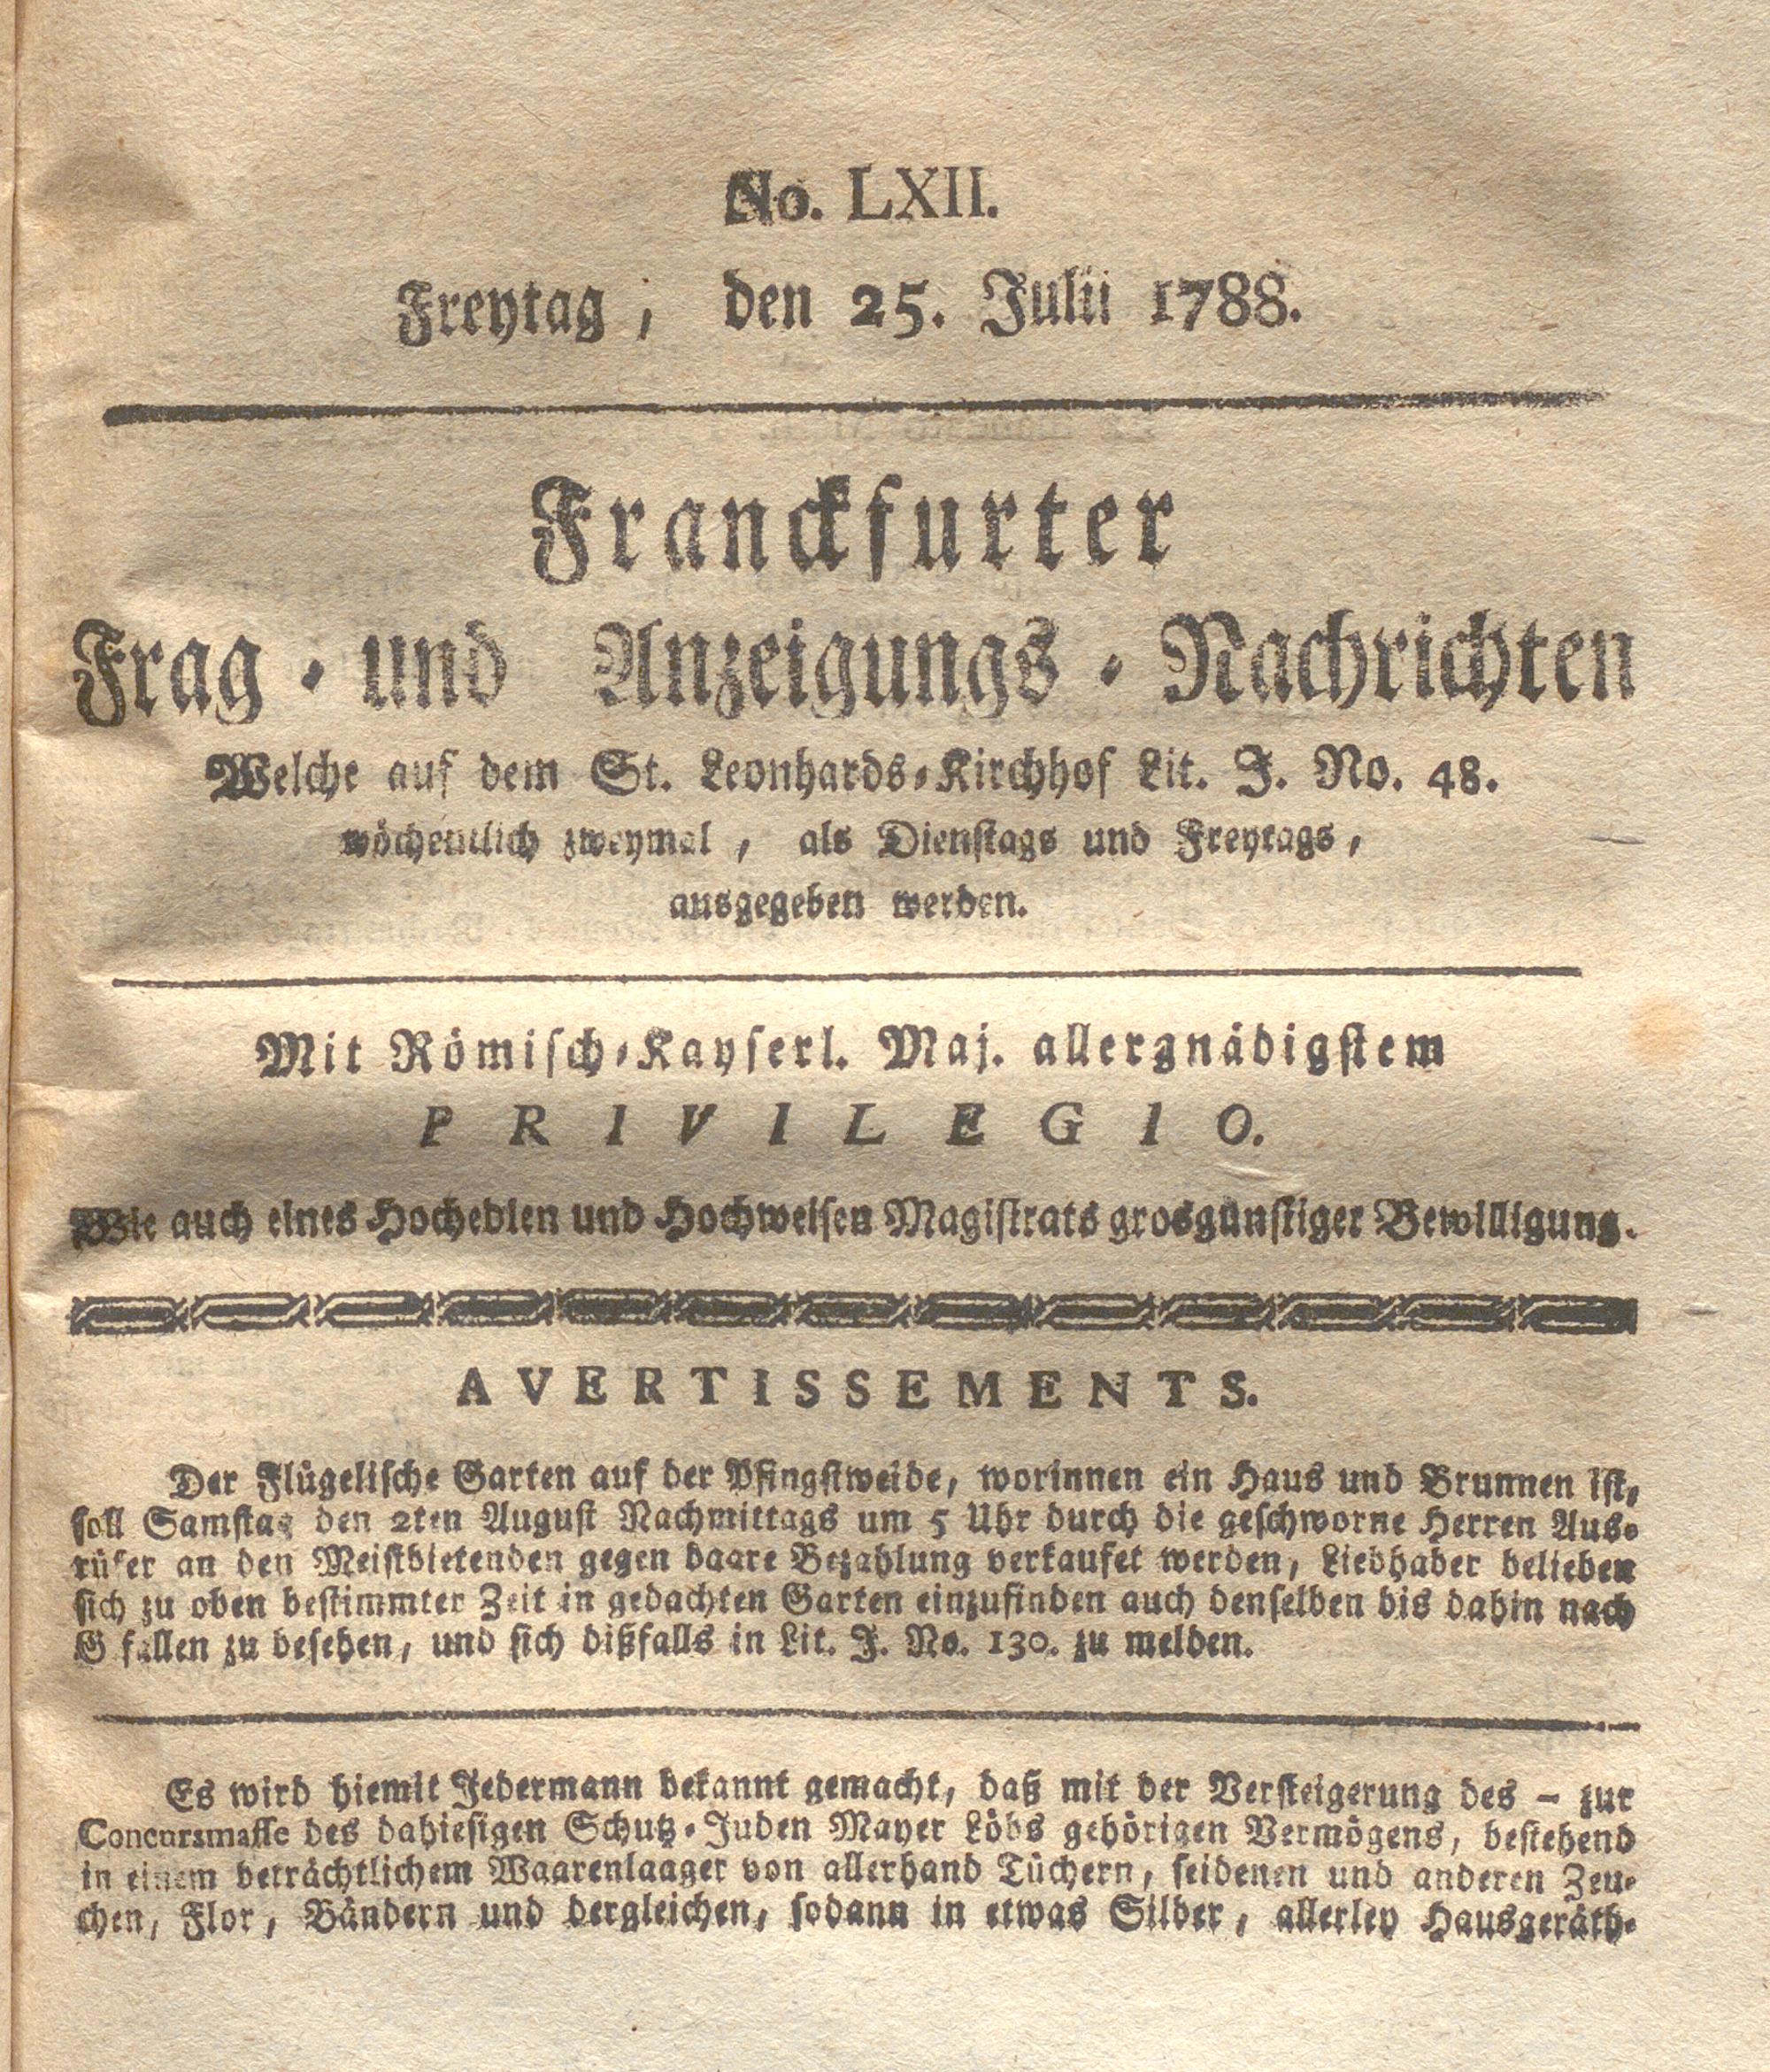 No. LXII.
Freytag, den 25. Julii 1788.
Franckfurter
Frag- und Anzeigungs-Nachrichten
Welche auf dem St. Leonhards-Kirchhof Lit. J. No. 48.
wöchentlich zweymal, als Dienstags und Freytags,
ausgegeben werden.
Mit Römisch-Kayserl. Maj. allergnädigstem
PRIVILEGIO.
Wie auch eines Hochedlen und Hochweisen Magistrats grosgünstiger Bewilligung.
AVERTISSEMENTS.
Der Flügelische Garten auf der Pfingstweide, worinnen ein Haus und Brunnen ist,
soll Samstag den 2ten August Nachmittags um 5 Uhr durch die geschworne Herren Aus-
rüfer an den Meistbietenden gegen baare Bezahlung verkaufet werden, Liebhaber belieben
sich zu oben bestimmter Zeit in gedachten Garten einzufinden auch denselben bis dahin nach
G fallen zu besehen, und sich dißfalls in Lit. J. No. 130. zu melden.
Es wird hiemit Jedermann bekannt gemacht, daß mit der Versteigerung des – zur
Concursmasse des dahiesigen Schutz-Juden Mayer Löbs gehörigen Vermögens, bestehend
in einem beträchtlichem Waarenlaager von allerhand Tüchern, seidenen und anderen Zeu-
chen, Flor, Bändern und dergleichen, sodann in etwas Silber, allerley Hausgeräth-